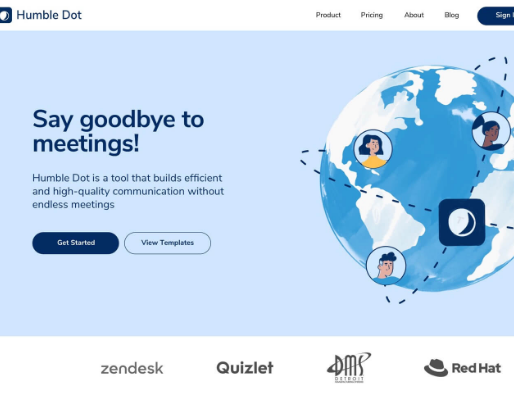 Humble Dot
Product Pricing About Blog Sign
Say goodbye to
meetings!
Humble Dot is a tool that builds efficient
and high-quality communication without
endless meetings
Get Started View Templates
zendesk Quizlet DMS Red Hat
DETROIT